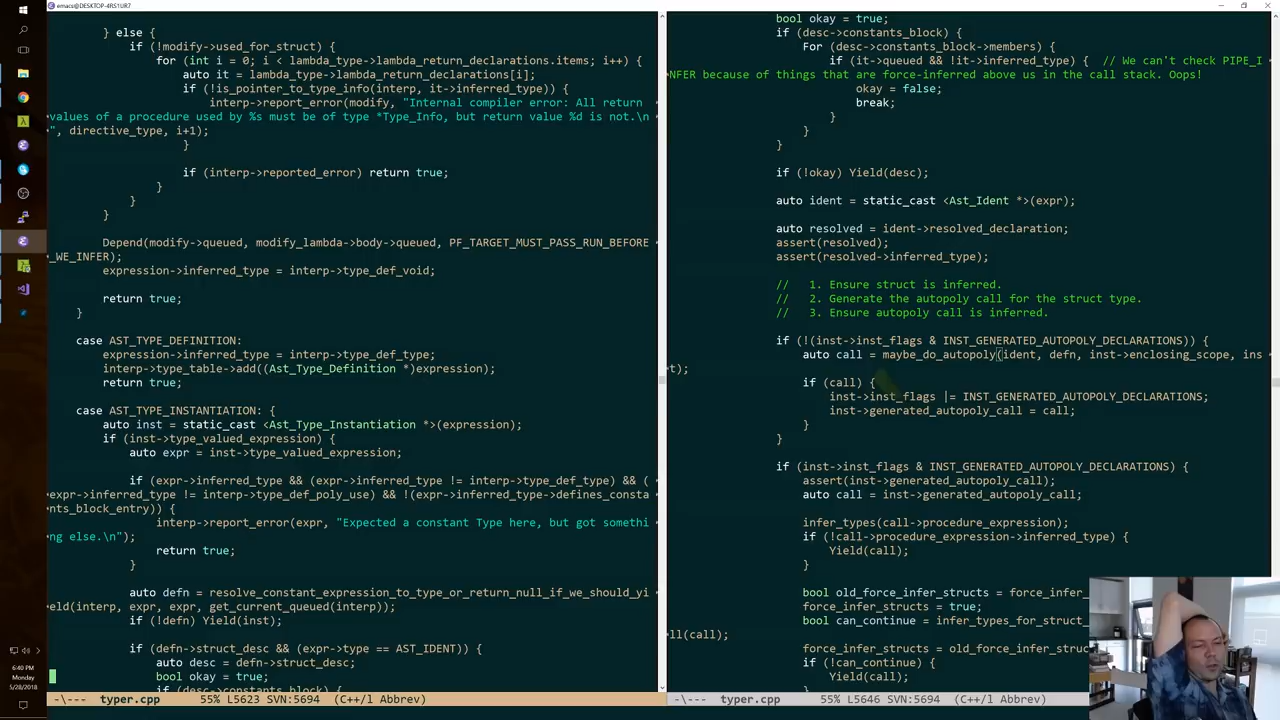 emacs@DESKTOP-4RS1UR7
} else {
if (!modify->used_for_struct) {
for (int i = 0; i < lambda_type->lambda_return_declarations.items; i++) {
auto it = lambda_type->lambda_return_declarations[i];
if (!is_pointer_to_type_info(interp, it->inferred_type)) {
interp->report_error(modify, "Internal compiler error: All return
values of a procedure used by %s must be of type *Type_Info, but return value %d is not.\n
", directive_type, i+1);
}
if (interp->reported_error) return true;
}
}
}
Depend(modify->queued, modify_lambda->body->queued, PF_TARGET_MUST_PASS_RUN_BEFORE
_WE_INFER);
expression->inferred_type = interp->type_def_void;
return true;
}
case AST_TYPE_DEFINITION:
expression->inferred_type = interp->type_def_type;
interp->type_table->add((Ast_Type_Definition *)expression);
return true;
case AST_TYPE_INSTANTIATION: {
auto inst = static_cast <Ast_Type_Instantiation *>(expression);
if (inst->type_valued_expression) {
auto expr = inst->type_valued_expression;
if (expr->inferred_type && (expr->inferred_type != interp->type_def_type) && (
expr->inferred_type != interp->type_def_poly_use) && !(expr->inferred_type->defines_consta
nts_block_entry)) {
interp->report_error(expr, "Expected a constant Type here, but got somethi
ng else.\n");
return true;
}
auto defn = resolve_constant_expression_to_type_or_return_null_if_we_should_yi
eld(interp, expr, expr, get_current_queued(interp));
if (!defn) Yield(inst);
if (defn->struct_desc && (expr->type == AST_IDENT)) {
auto desc = defn->struct_desc;
bool okay = true;
if (desc->constants_block) {
-\--- typer.cpp 55% L5623 SVN:5694 (C++/l Abbrev)
bool okay = true;
if (desc->constants_block) {
For (desc->constants_block->members) {
if (it->queued && !it->inferred_type) { // We can't check PIPE_I
NFER because of things that are force-inferred above us in the call stack. Oops!
okay = false;
break;
}
}
}
if (!okay) Yield(desc);
auto ident = static_cast <Ast_Ident *>(expr);
auto resolved = ident->resolved_declaration;
assert(resolved);
assert(resolved->inferred_type);
// 1. Ensure struct is inferred.
// 2. Generate the autopoly call for the struct type.
// 3. Ensure autopoly call is inferred.
if (!(inst->inst_flags & INST_GENERATED_AUTOPOLY_DECLARATIONS)) {
auto call = maybe_do_autopoly(ident, defn, inst->enclosing_scope, ins
t);
if (call) {
inst->inst_flags |= INST_GENERATED_AUTOPOLY_DECLARATIONS;
inst->generated_autopoly_call = call;
}
}
if (inst->inst_flags & INST_GENERATED_AUTOPOLY_DECLARATIONS) {
assert(inst->generated_autopoly_call);
auto call = inst->generated_autopoly_call;
infer_types(call->procedure_expression);
if (!call->procedure_expression->inferred_type) {
Yield(call);
}
bool old_force_infer_structs = force_infer
force_infer_structs = true;
bool can_continue = infer_types_for_struct_
ll(call);
force_infer_structs = old_force_infer_struc
if (!can_continue) {
Yield(call);
}
-\--- typer.cpp 55% L5646 SVN:5694 (C++/l Abbrev)
6:40 PM
Monday
5/28/2018